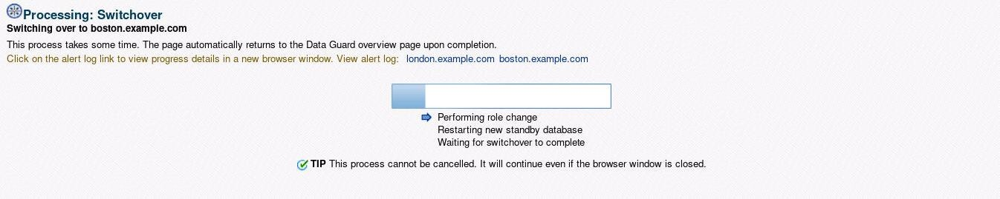 Processing: Switchover
Switching over to boston.example.com
This process takes some time. The page automatically returns to the Data Guard overview page upon completion.
Click on the alert log link to view progress details in a new browser window. View alert log: london.example.com boston.example.com
Performing role change
Restarting new standby database
Waiting for switchover to complete
TIP This process cannot be cancelled. It will continue even if the browser window is closed.